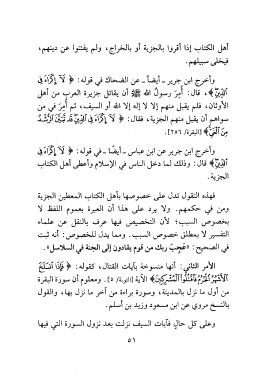 أهل الكتاب إذا أقروا بالجزية أو بالخراج، ولم يفتنوا عن دينهم،
فيخلى سبيلهم.
وأخرج ابن جرير ـ أيضاً ـ عن الضحاك في قوله: ﴿ لَآ إِكْرَاهَ فِي
ٱلدِّينِ﴾، قال: أُمِرَ رسولُ الله ﷺ أن يقاتل جزيرة العرب من أهل
الأوثان، فلم يقبل منهم إلا لا إله إلا الله أو السيف، ثم أُمِرَ في من
سواهم أن يقبل منهم الجزية، فقال: ﴿ لَآ إِكْرَاهَ فِي ٱلدِّينِ قَد تَّبَيَّنَ ٱلرُّشْدُ
مِنَ ٱلْغَيِّ﴾ [البقرة/ ٢٥٦].
وأخرج ابن جرير عن ابن عباس ـ أيضاً ـ في قوله: ﴿ لَآ إِكْرَاهَ فِي
ٱلدِّينِ﴾ قال: وذلك لما دخل الناس في الإسلام وأعطى أهل الكتاب
الجزية.
فهذه النقول تدل على خصوصها بأهل الكتاب المعطين الجزية
ومن في حكمهم. ولا يرد على هذا أن العبرة بعموم اللفظ لا
بخصوص السبب؛ لأن التخصيص فيها عرف بالنقل عن علماء
التفسير لا بمطلق خصوص السبب. ومما يدل للخصوص: أنه ثبت
في الصحيح: «عَجِبَ ربك من قوم يقادون إلى الجنة في السلاسل».
الأمر الثاني: أنها منسوخة بآيات القتال، كقوله: ﴿ فَإِذَا ٱنسَلَخَ
ٱلْأَشْهُرُ ٱلْحُرُمُ فَٱقْتُلُوا۟ ٱلْمُشْرِكِينَ﴾ الآية [التوبة/ ٥]. ومعلوم أن سورة البقرة
من أول ما نزل بالمدينة، وسورة براءة من آخر ما نزل بها، والقول
بالنسخ مروي عن ابن مسعود وزيد بن أسلم.
وعلى كل حالٍ فآيات السيف نزلت بعد نزول السورة التي فيها
٥١